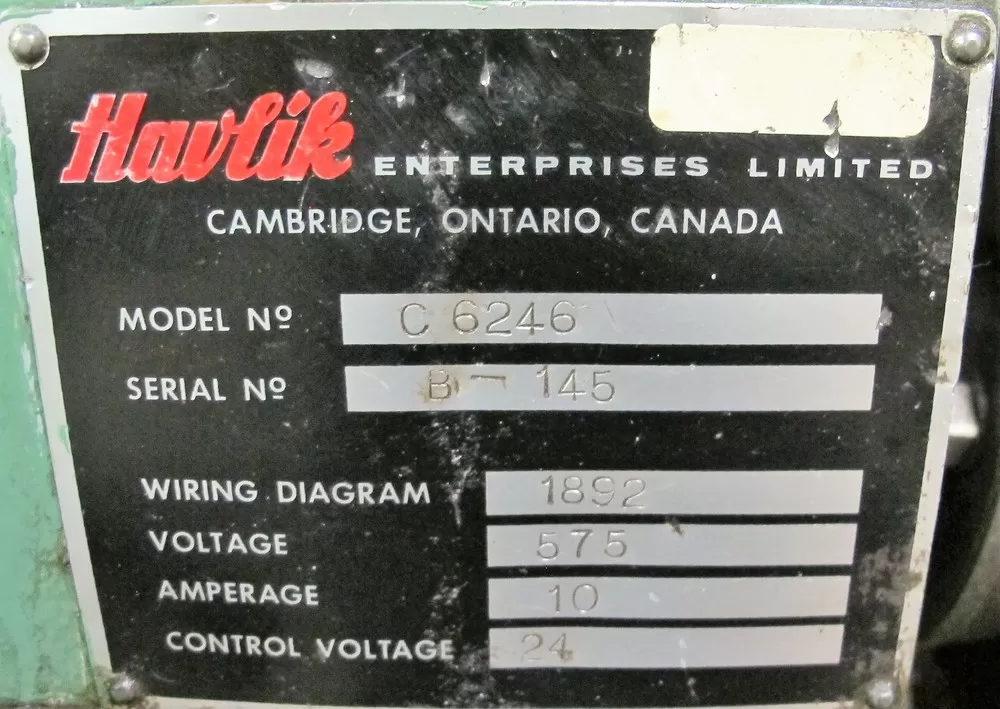 Havlik ENTERPRISES LIMITED
CAMBRIDGE, ONTARIO, CANADA
MODEL Nº C 6246
SERIAL Nº B - 145
WIRING DIAGRAM 1892
VOLTAGE 575
AMPERAGE 10
CONTROL VOLTAGE 24